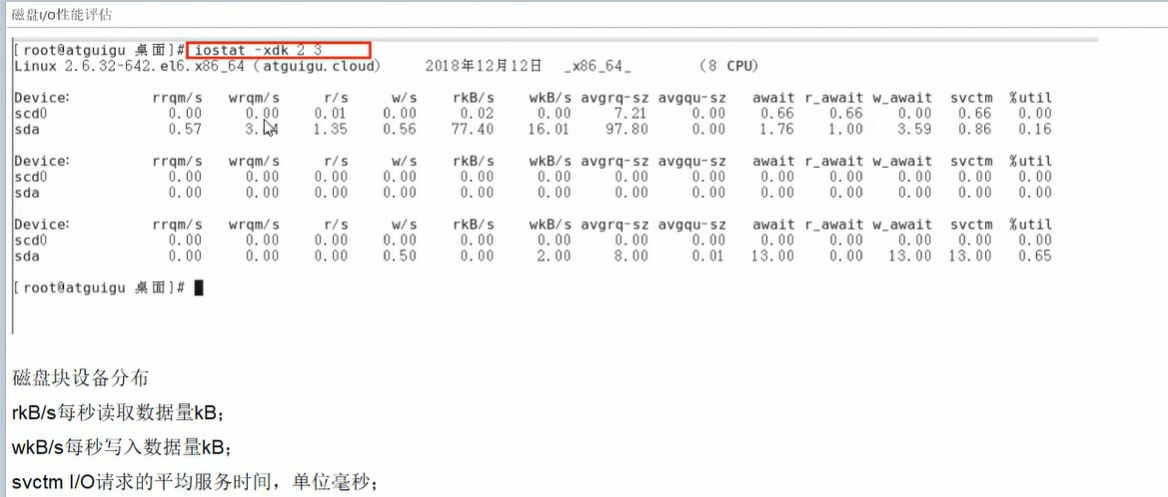 磁盘I/O性能评估
[root@atguigu 桌面]# iostat -xdk 2 3
Linux 2.6.32-642.el6.x86_64 (atguigu.cloud) 2018年12月12日 _x86_64_ (8 CPU)
Device: rrqm/s wrqm/s r/s w/s rkB/s wkB/s avgrq-sz avgqu-sz await r_await w_await svctm %util
scd0 0.00 0.00 0.01 0.00 0.02 0.00 7.21 0.00 0.66 0.66 0.00 0.66 0.00
sda 0.57 1.35 0.56 77.40 16.01 97.80 0.00 1.76 1.00 3.59 0.86 0.16
Device: rrqm/s wrqm/s r/s w/s rkB/s wkB/s avgrq-sz avgqu-sz await r_await w_await svctm %util
scd0 0.00 0.00 0.00 0.00 0.00 0.00 0.00 0.00 0.00 0.00 0.00 0.00 0.00
sda 0.00 0.00 0.00 0.00 0.00 0.00 0.00 0.00 0.00 0.00 0.00 0.00 0.00
Device: rrqm/s wrqm/s r/s w/s rkB/s wkB/s avgrq-sz avgqu-sz await r_await w_await svctm %util
scd0 0.00 0.00 0.00 0.00 0.00 0.00 0.00 0.00 0.00 0.00 0.00 0.00 0.00
sda 0.00 0.00 0.00 0.50 0.00 2.00 8.00 0.01 13.00 0.00 13.00 13.00 0.65
[root@atguigu 桌面]#
磁盘块设备分布
rkB/s每秒读取数据量kB；
wkB/s每秒写入数据量kB；
svctm I/O请求的平均服务时间，单位毫秒；